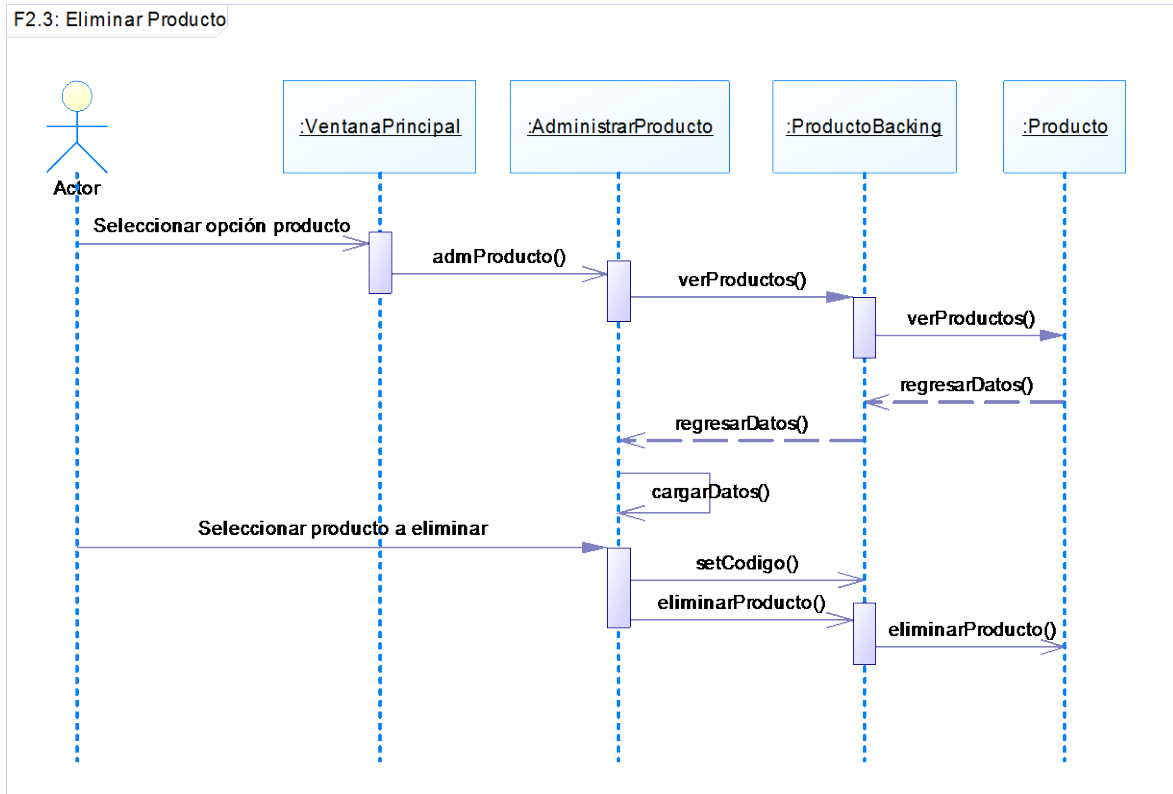 F2.3: Eliminar Producto
:VentanaPrincipal
:AdministrarProducto
:ProductoBacking
:Producto
Actor
Seleccionar opción producto
admProducto()
verProductos()
verProductos()
regresarDatos()
regresarDatos()
cargarDatos()
Seleccionar producto a eliminar
setCodigo()
eliminarProducto()
eliminarProducto()